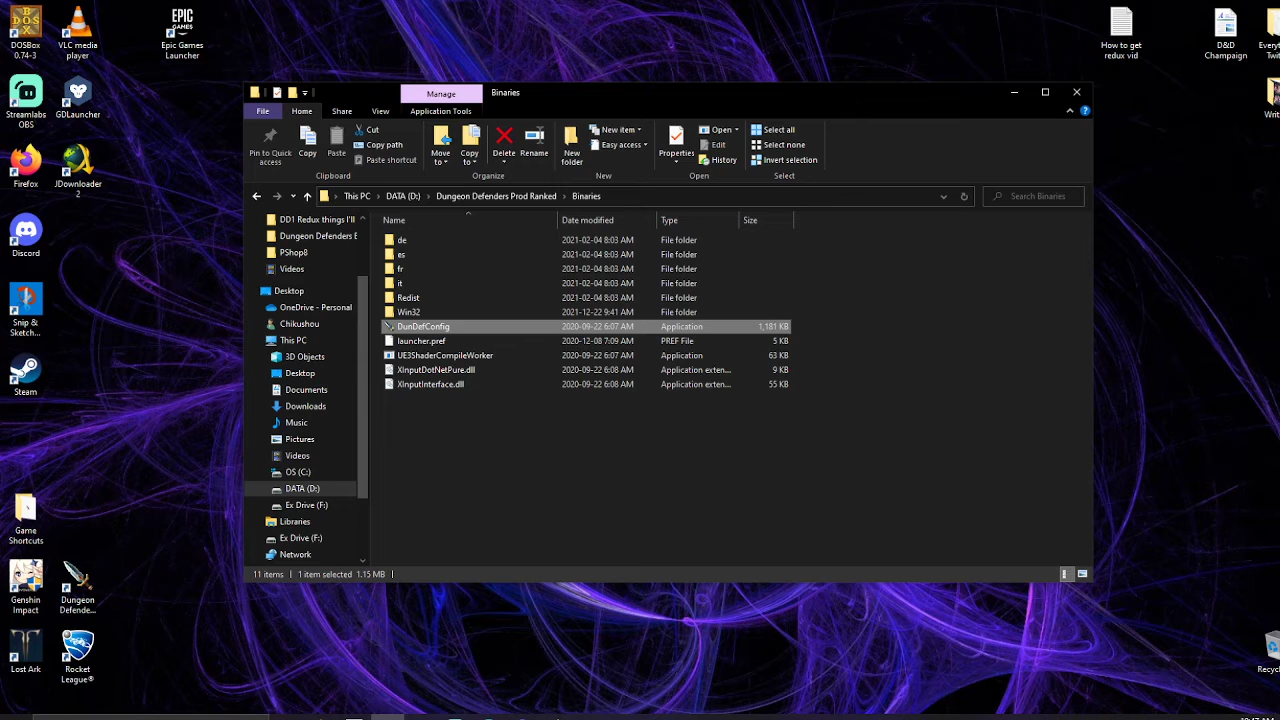 DOSBox 0.74-3
VLC media player
Epic Games Launcher
Streamlabs OBS
GDLauncher
Firefox
JDownloader 2
Discord
Snip & Sketch...
Steam
Game Shortcuts
Genshin Impact
Dungeon Defende...
Lost Ark
Rocket League®
How to get redux vid
D&D Champaign
Manage
Binaries
File
Home
Share
View
Application Tools
Pin to Quick access
Copy
Paste
Cut
Copy path
Paste shortcut
Clipboard
Move to
Copy to
Delete
Rename
Organize
New folder
New item
Easy access
New
Properties
Open
Edit
History
Open
Select all
Select none
Invert selection
Select
This PC
DATA (D:)
Dungeon Defenders Prod Ranked
Binaries
Search Binaries
DD1 Redux things I'll
Dungeon Defenders E
PShop8
Videos
Desktop
OneDrive - Personal
Chikushou
This PC
3D Objects
Desktop
Documents
Downloads
Music
Pictures
Videos
OS (C:)
DATA (D:)
Ex Drive (F:)
Libraries
Ex Drive (F:)
Network
Name Date modified Type Size
de 2021-02-04 8:03 AM File folder
es 2021-02-04 8:03 AM File folder
fr 2021-02-04 8:03 AM File folder
it 2021-02-04 8:03 AM File folder
Redist 2021-02-04 8:03 AM File folder
Win32 2021-12-22 9:41 AM File folder
DunDefConfig 2020-09-22 6:07 AM Application 1,181 KB
launcher.pref 2020-12-08 7:09 AM PREF File 5 KB
UE3ShaderCompileWorker 2020-09-22 6:07 AM Application 63 KB
XInputDotNetPure.dll 2020-09-22 6:08 AM Application exten... 9 KB
XInputInterface.dll 2020-09-22 6:08 AM Application exten... 55 KB
11 items 1 item selected 1.15 MB